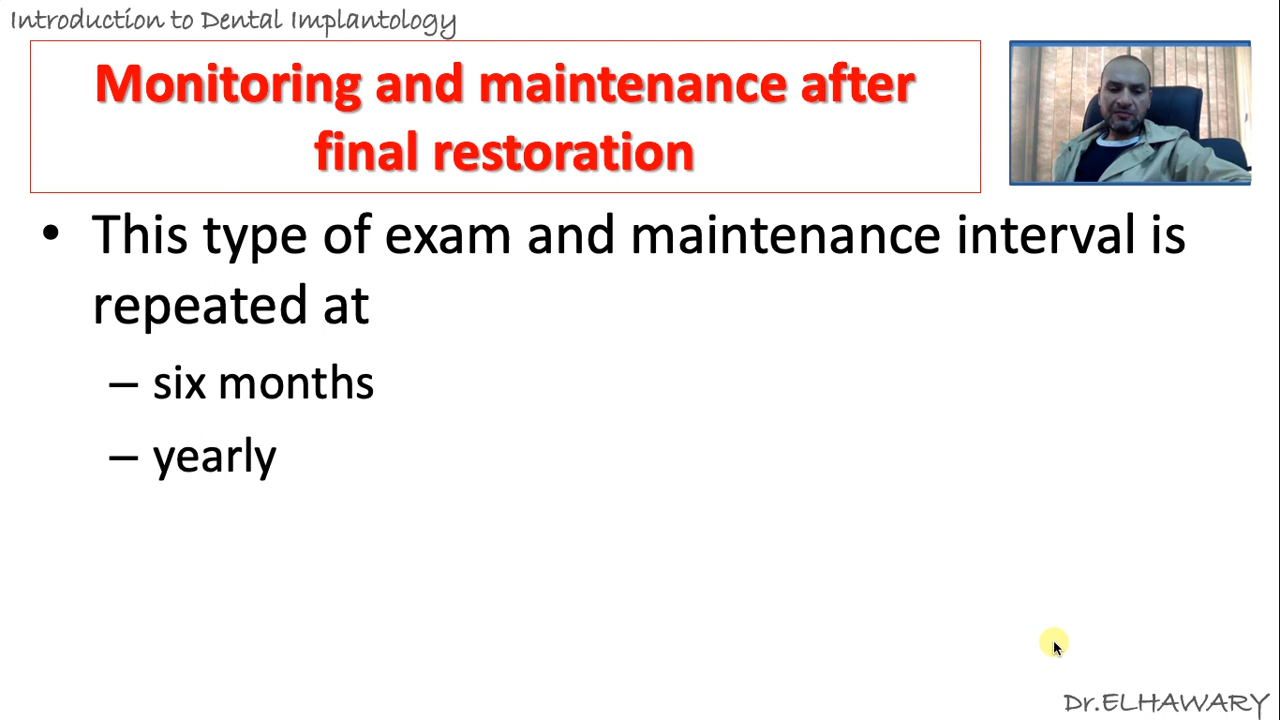 Introduction to Dental Implantology
Monitoring and maintenance after
final restoration
• This type of exam and maintenance interval is
repeated at
– six months
– yearly
Dr.ELHAWARY